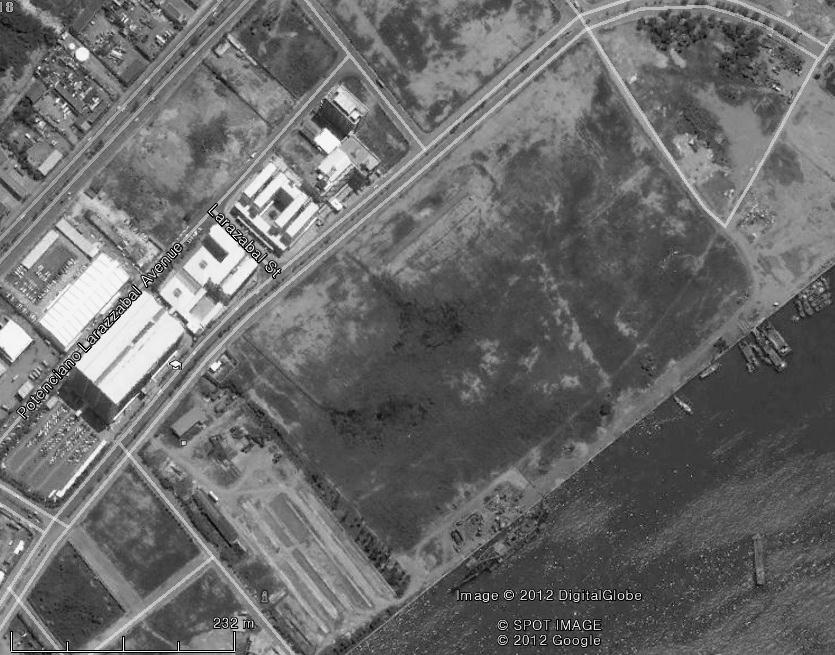 18
Larazabal St
Potenciano Larazzabal Avenue
232 m
Image © 2012 DigitalGlobe
© SPOT IMAGE
© 2012 Google